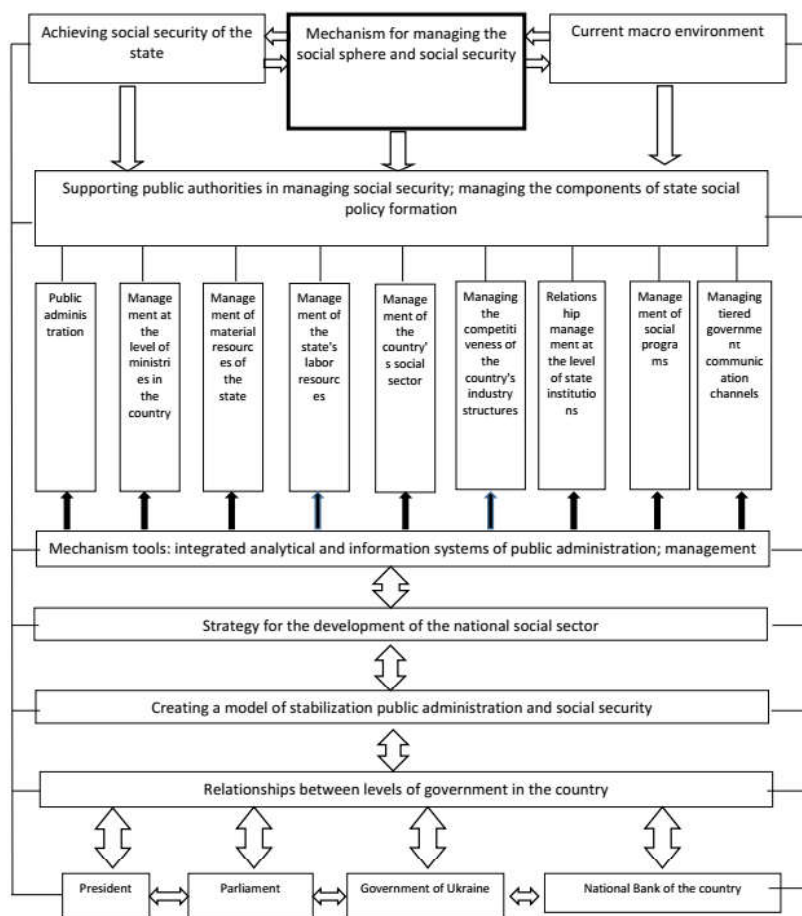 Achieving social security of the
state
Mechanism for managing the
social sphere and social security
Current macro environment
Supporting public authorities in managing social security; managing the components of state social
policy formation
Public
adminis
tration
Manage
ment at
the
level of
ministri
es in
the
country
Manage
ment of
material
resourc
es of
the
state
Manage
ment of
the
state's
labor
resourc
es
Manage
ment of
the
country'
s social
sector
Managing
the
competiti
veness of
the
country's
industry
structures
Relations
hip
manage
ment at
the level
of state
institutio
ns
Manage
ment
of social
progra
ms
Managing
tiered
governme
nt
communic
ation
channels
Mechanism tools: integrated analytical and information systems of public administration; management
Strategy for the development of the national social sector
Creating a model of stabilization public administration and social security
Relationships between levels of government in the country
President
Parliament
Government of Ukraine
National Bank of the country